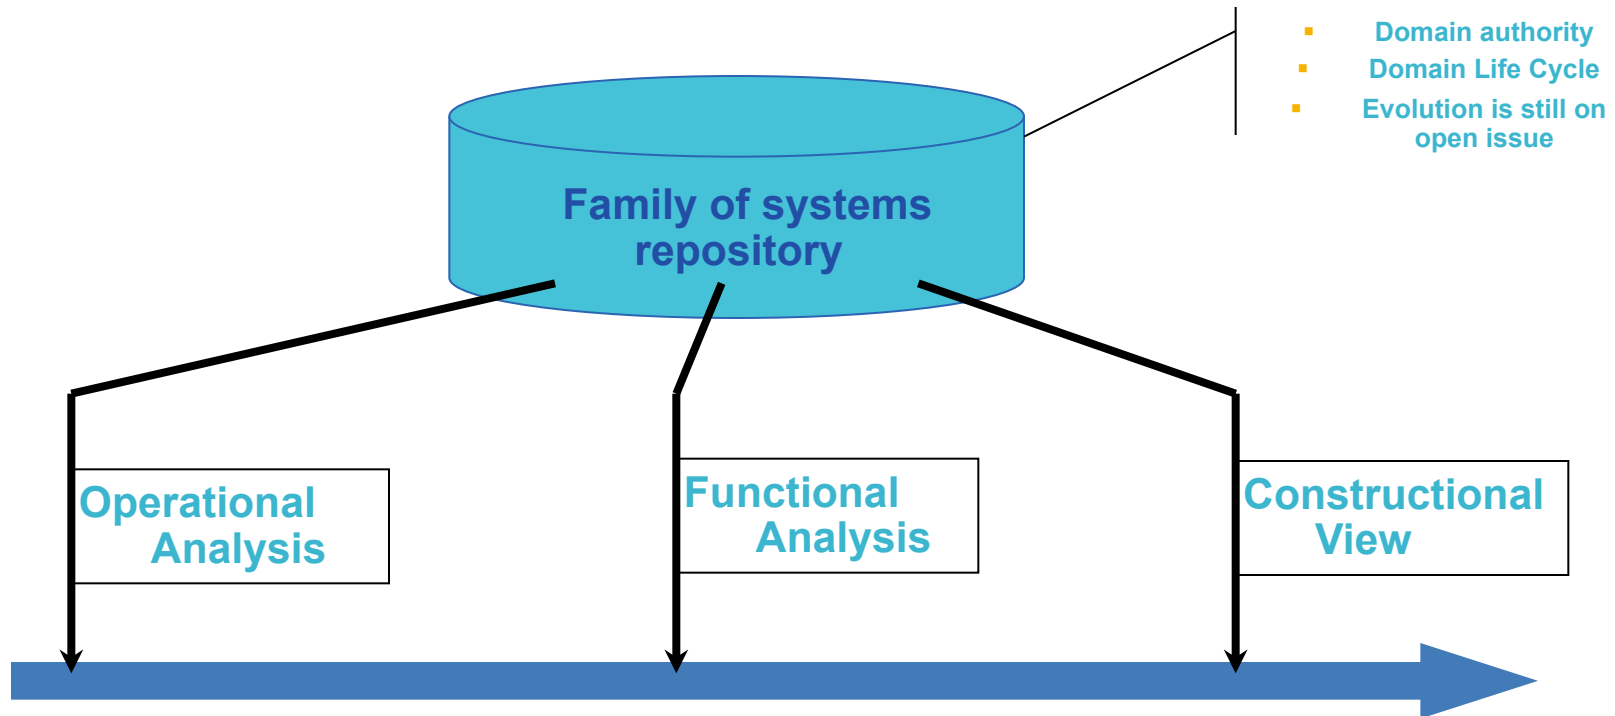 Domain authority
Domain Life Cycle
Evolution is still on
open issue
Family of systems
repository
Operational
Analysis
Functional
Analysis
Constructional
View